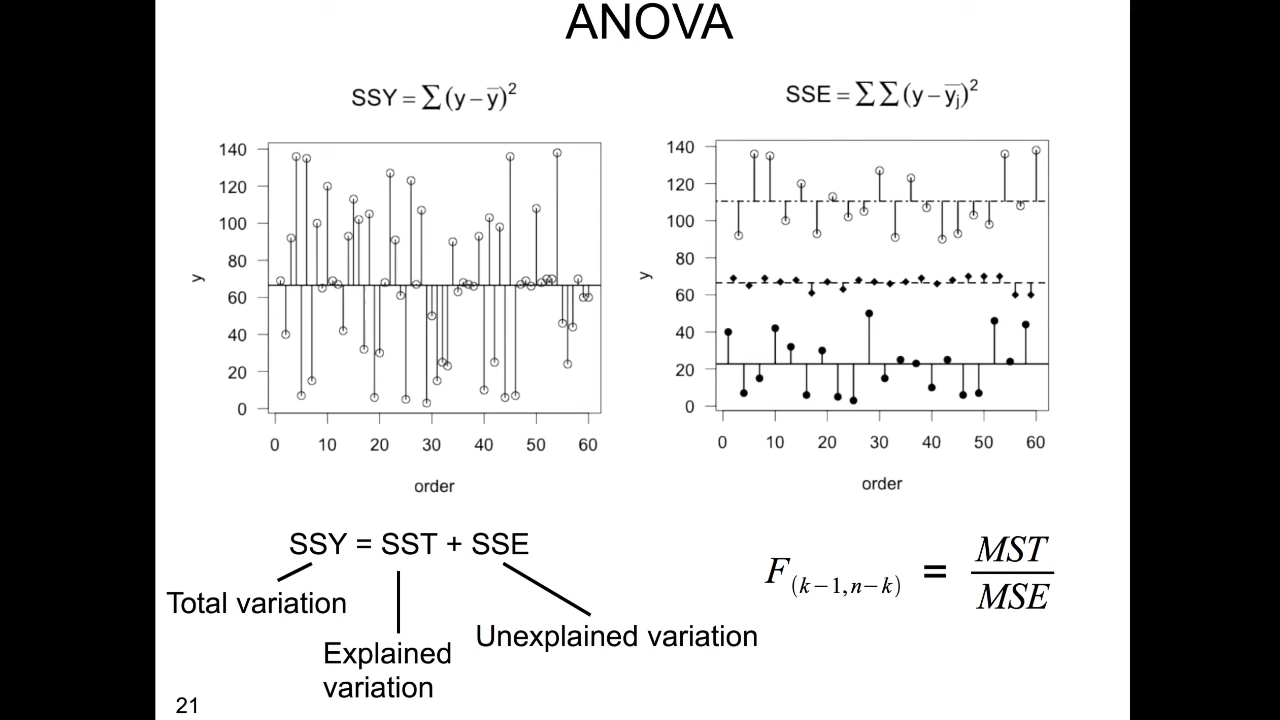 ANOVA
SSY = ∑(y − y̅)²
SSE = ∑∑(y − y̅ⱼ)²
140
120
100
80
60
40
20
0
y
0 10 20 30 40 50 60
order
140
120
100
80
60
40
20
0
y
0 10 20 30 40 50 60
order
SSY = SST + SSE
Total variation
Explained
variation
Unexplained variation
F(k−1,n−k) = MST
MSE
21